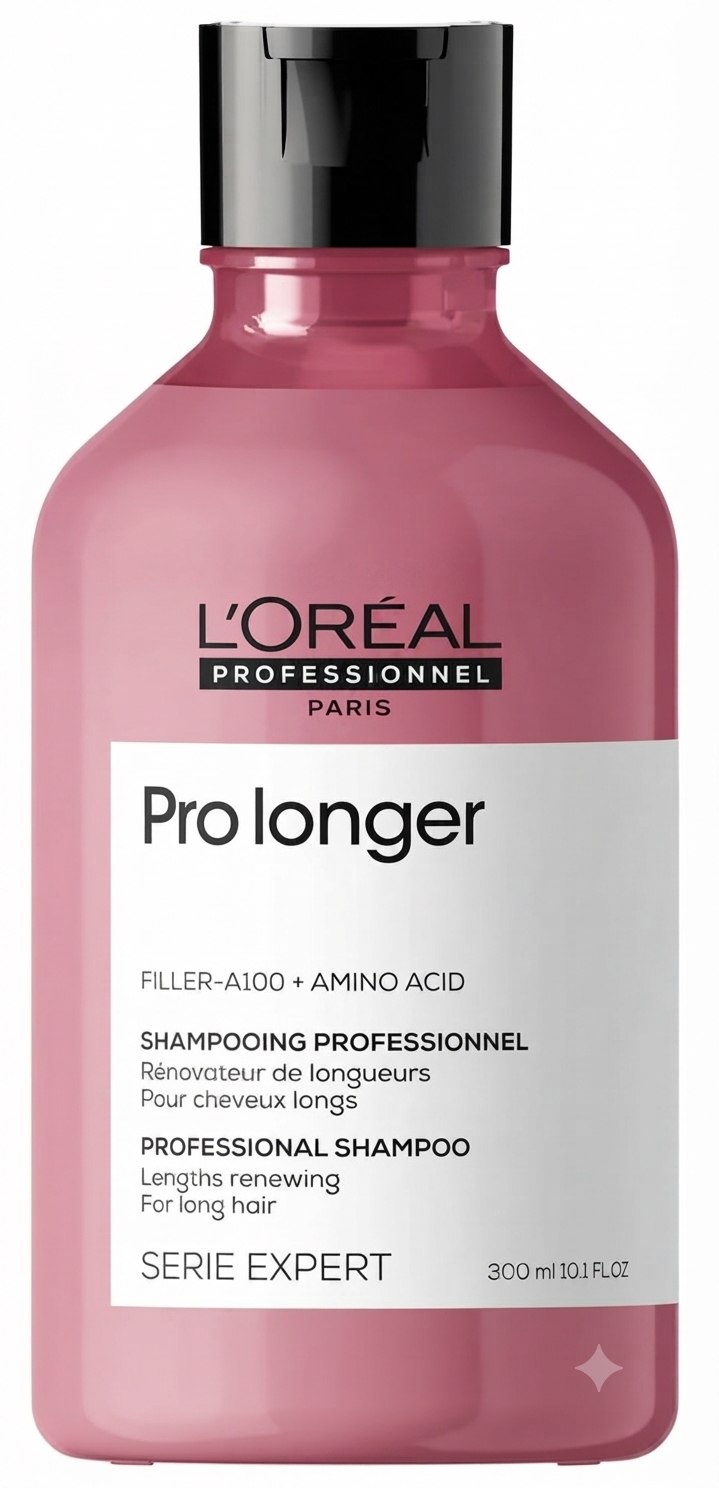 L'ORÉAL
PROFESSIONNEL
PARIS
Pro longer
FILLER-A100 + AMINO ACID
SHAMPOOING PROFESSIONNEL
Rénovateur de longueurs
Pour cheveux longs
PROFESSIONAL SHAMPOO
Lengths renewing
For long hair
SERIE EXPERT
300 ml 10.1 FL OZ